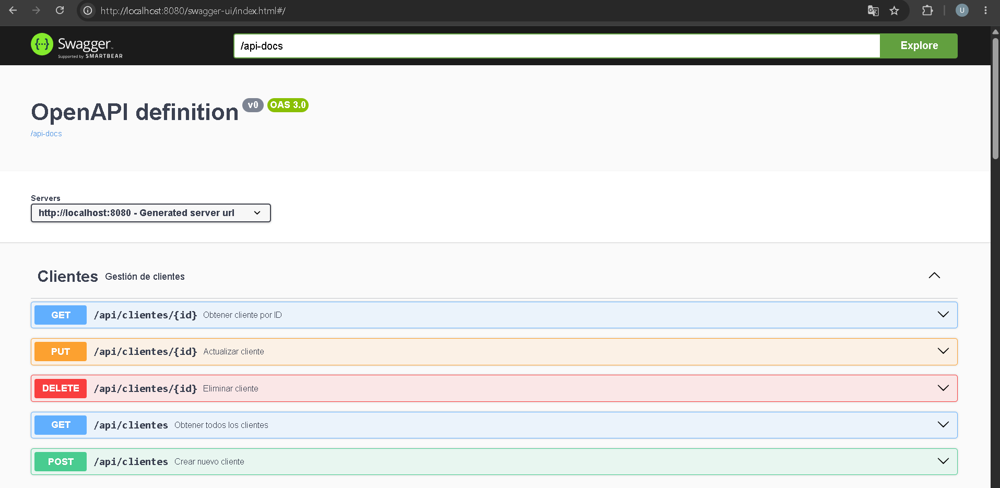 http://localhost:8080/swagger-ui/index.html#/
U
Swagger
Supported by SMARTBEAR
/api-docs
Explore
OpenAPI definition v0 OAS 3.0
/api-docs
Servers
http://localhost:8080 - Generated server url
Clientes Gestión de clientes
GET /api/clientes/{id} Obtener cliente por ID
PUT /api/clientes/{id} Actualizar cliente
DELETE /api/clientes/{id} Eliminar cliente
GET /api/clientes Obtener todos los clientes
POST /api/clientes Crear nuevo cliente